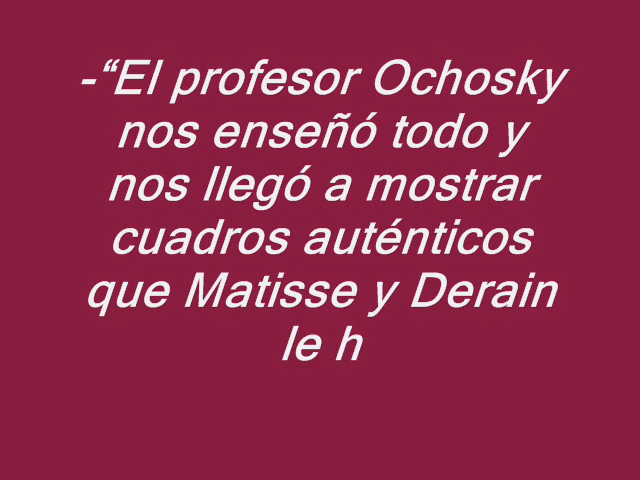 -“El profesor Ochosky
nos enseñó todo y
nos llegó a mostrar
cuadros auténticos
que Matisse y Derain
le h